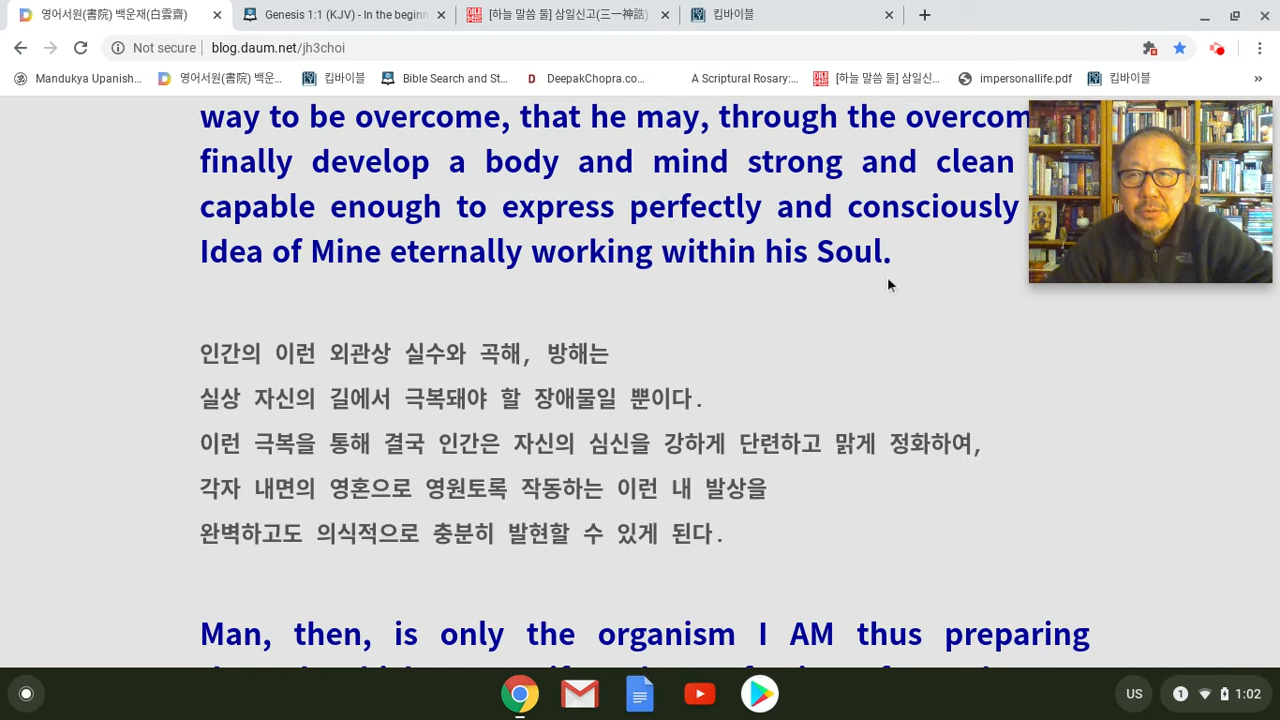 영어서원(書院) 백운재(白雲齋)
Genesis 1:1 (KJV) - In the beginn
[하늘 말씀 둘] 삼일신고(三一神誥)
킵바이블
Not secure
blog.daum.net/jh3choi
Mandukya Upanish...
영어서원(書院) 백운...
킵바이블
Bible Search and St...
DeepakChopra.co...
A Scriptural Rosary:...
[하늘 말씀 둘] 삼일신...
impersonallife.pdf
킵바이블
way to be overcome, that he may, through the overcom
finally develop a body and mind strong and clean
capable enough to express perfectly and consciously
Idea of Mine eternally working within his Soul.
인간의 이런 외관상 실수와 곡해, 방해는
실상 자신의 길에서 극복돼야 할 장애물일 뿐이다.
이런 극복을 통해 결국 인간은 자신의 심신을 강하게 단련하고 맑게 정화하여,
각자 내면의 영혼으로 영원토록 작동하는 이런 내 발상을
완벽하고도 의식적으로 충분히 발현할 수 있게 된다.
Man, then, is only the organism I AM thus preparing
US
1
1:02